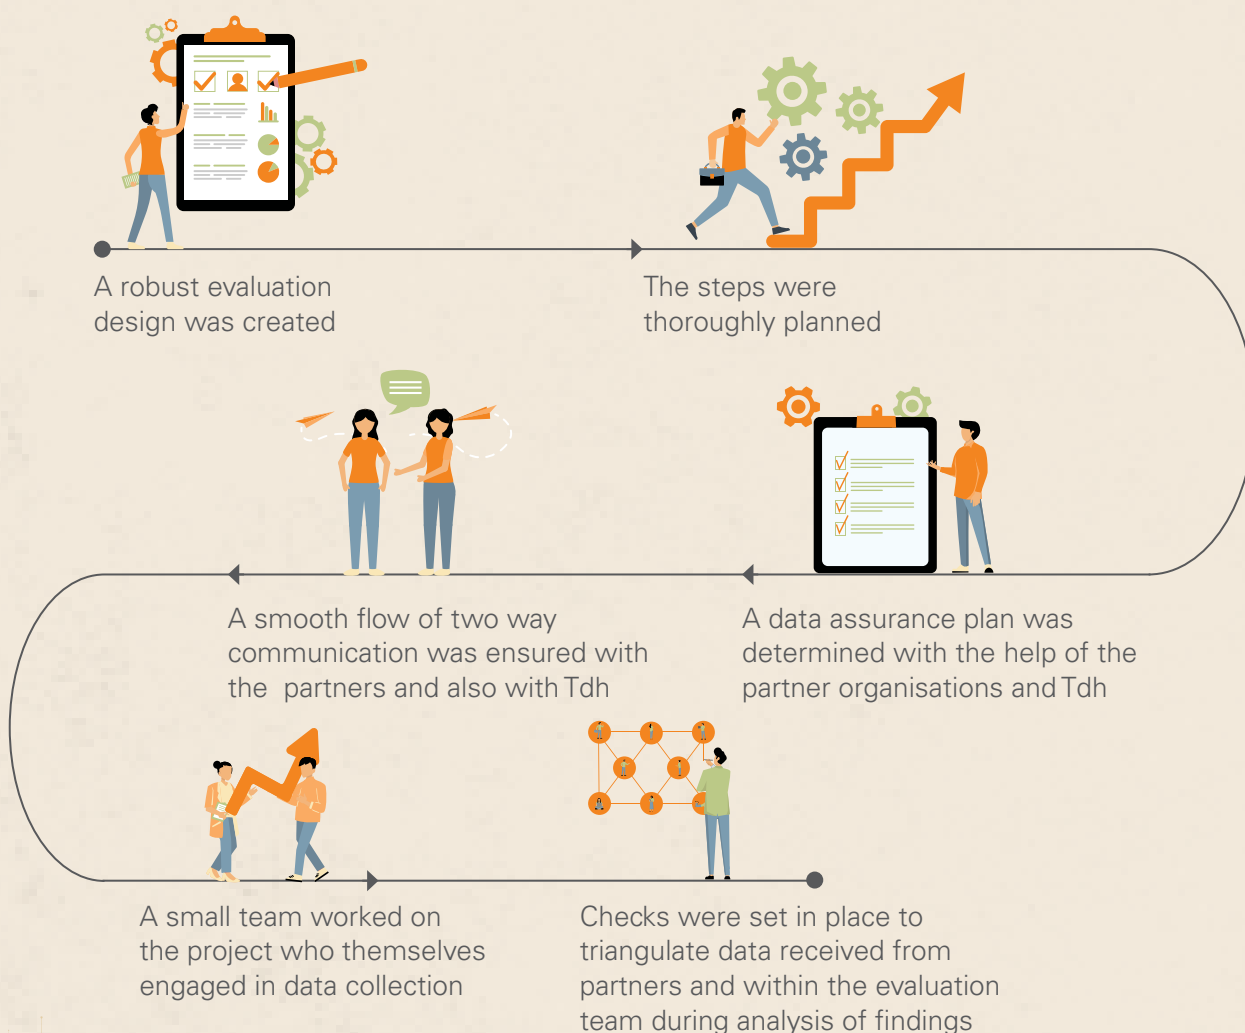 A robust evaluation
design was created
The steps were
thoroughly planned
A data assurance plan was
determined with the help of the
partner organisations and Tdh
A smooth flow of two way
communication was ensured with
the partners and also with Tdh
A small team worked on
the project who themselves
engaged in data collection
Checks were set in place to
triangulate data received from
partners and within the evaluation
team during analysis of findings